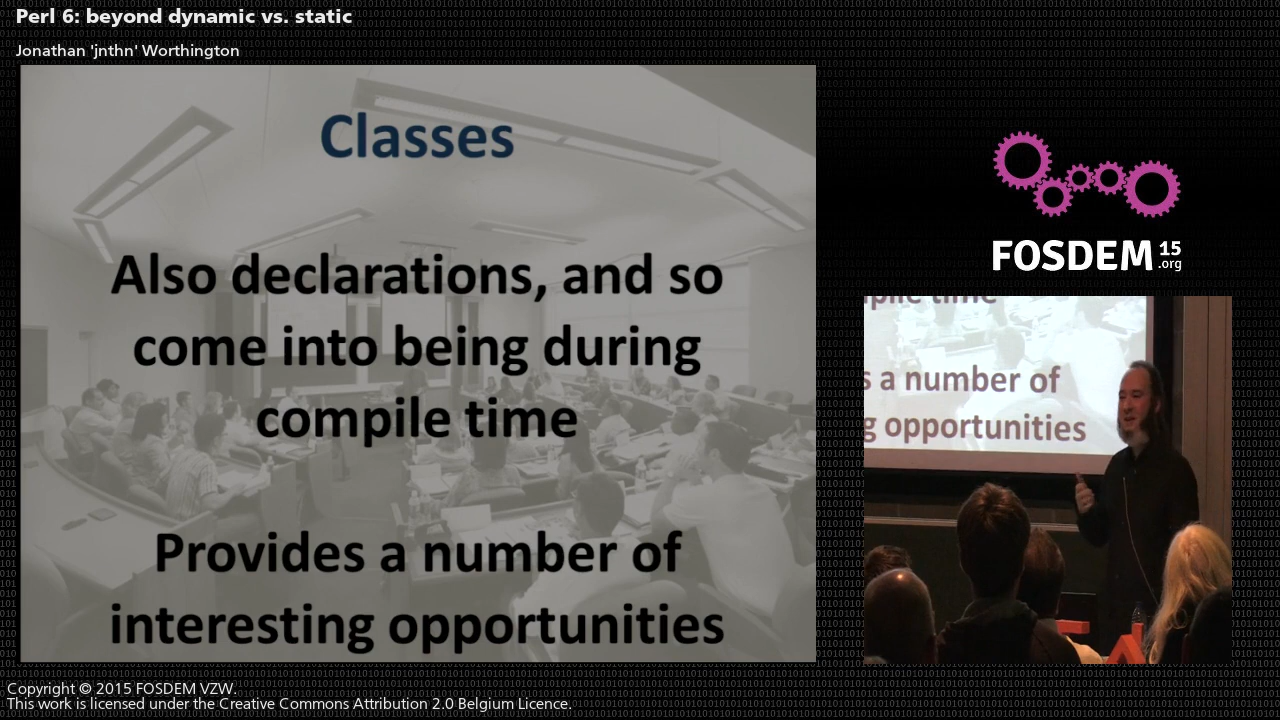 Perl 6: beyond dynamic vs. static
Jonathan 'jnthn' Worthington
Classes
Also declarations, and so
come into being during
compile time
Provides a number of
interesting opportunities
FOSDEM 15
.org
pile time
s a number of
g opportunities
Copyright © 2015 FOSDEM VZW.
This work is licensed under the Creative Commons Attribution 2.0 Belgium Licence.